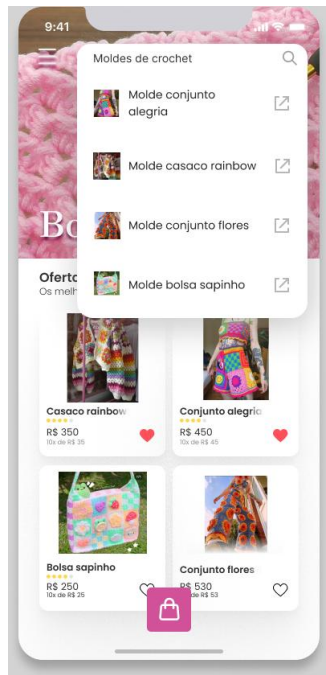 9:41
Moldes de crochet
Molde conjunto
alegria
Molde casaco rainbow
Molde conjunto flores
Molde bolsa sapinho
Bo
Oferta
Os melh
Casaco rainbow
R$ 350
10x de R$ 35
Conjunto alegria
R$ 450
10x de R$ 45
Bolsa sapinho
R$ 250
10x de R$ 25
Conjunto flores
R$ 530
de R$ 53